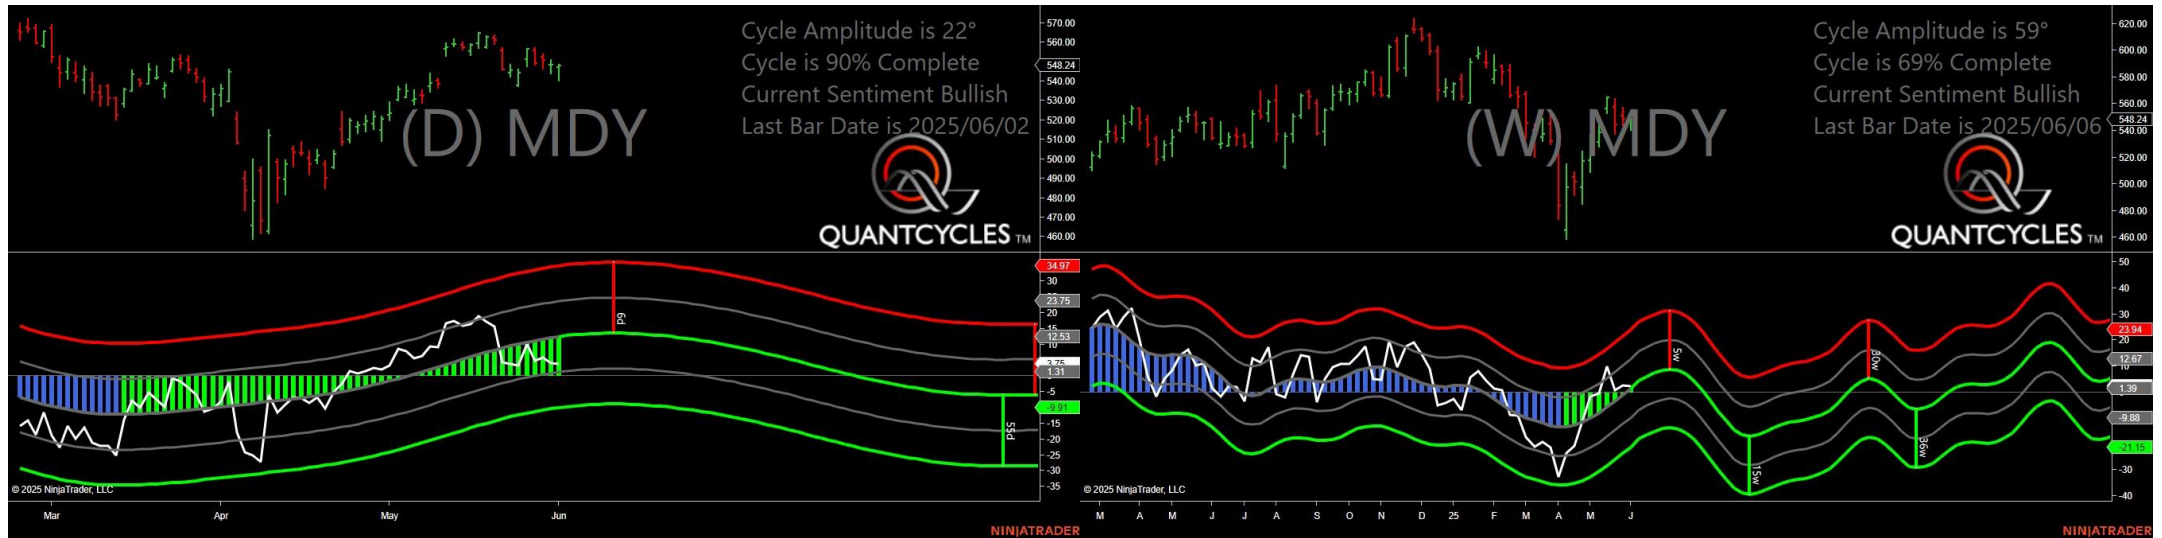 Cycle Amplitude is 22°
Cycle is 90% Complete
Current Sentiment Bullish
Last Bar Date is 2025/06/02
(D) MDY
QUANTCYCLES TM
570.00
560.00
548.24
540.00
530.00
520.00
510.00
500.00
490.00
480.00
470.00
460.00
34.97
30
23.75
20
15
12.53
10
3.75
1.31
-5
-9.91
-15
-20
-25
-30
-35
6d
55d
© 2025 NinjaTrader, LLC
Mar Apr May Jun
NINJATRADER
Cycle Amplitude is 59°
Cycle is 69% Complete
Current Sentiment Bullish
Last Bar Date is 2025/06/06
(W) MDY
QUANTCYCLES TM
620.00
600.00
580.00
560.00
548.24
540.00
520.00
500.00
480.00
460.00
50
40
30
23.94
20
12.67
1.39
-9.88
-21.15
-30
-40
5w
15w
30w
36w
© 2025 NinjaTrader, LLC
M A M J J A S O N D 25 F M A M J
NINJATRADER